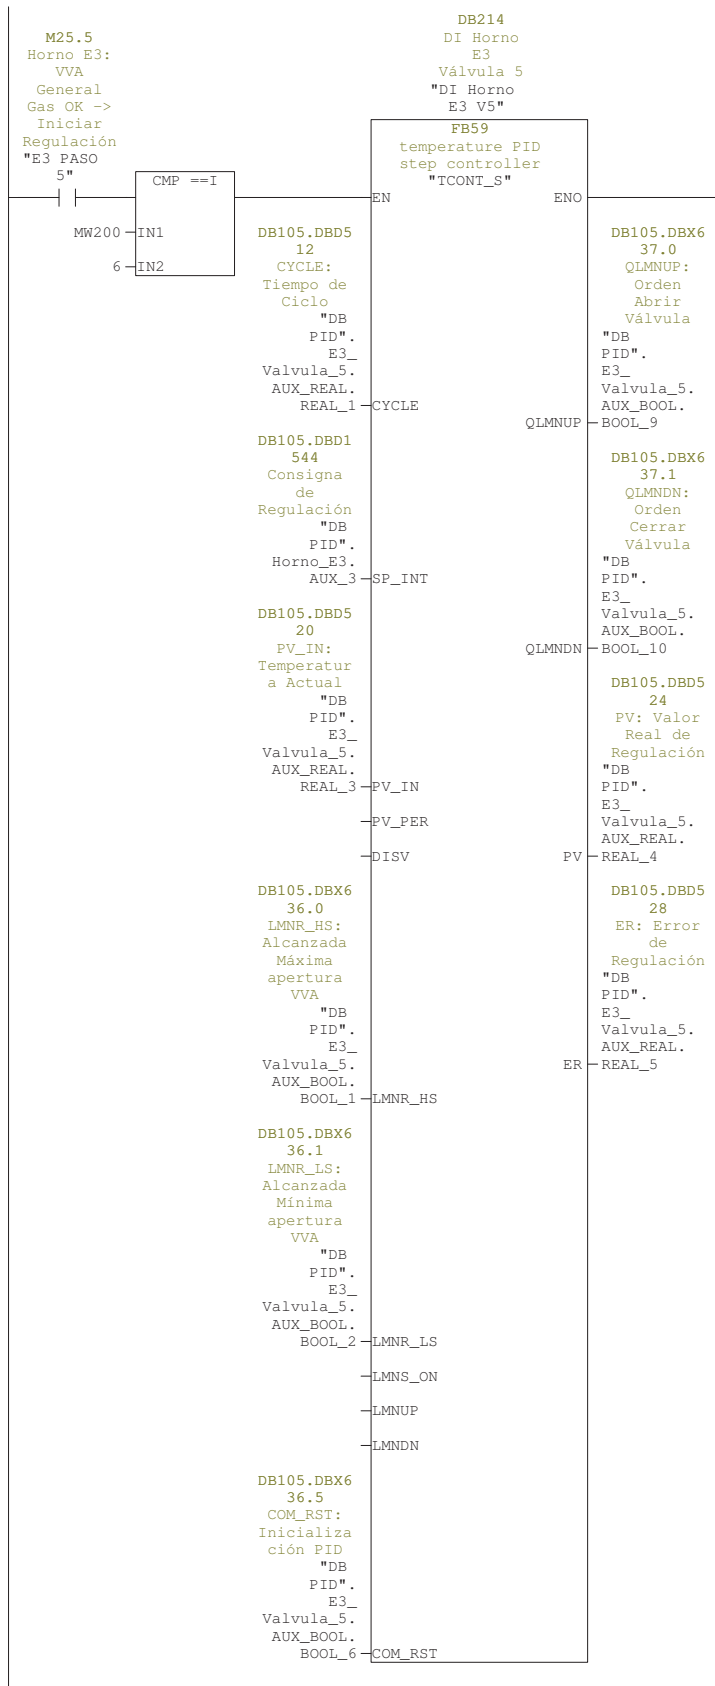 M25.5
Horno E3:
VVA
General
Gas OK ->
Iniciar
Regulación
"E3 PASO
5"
CMP ==I
MW200
IN1
6
IN2
DB214
DI Horno
E3
Válvula 5
"DI Horno
E3 V5"
FB59
temperature PID
step controller
"TCONT_S"
EN
ENO
DB105.DBD5
12
CYCLE:
Tiempo de
Ciclo
"DB
PID".
E3_
Valvula_5.
AUX_REAL.
REAL_1
CYCLE
DB105.DBD1
544
Consigna
de
Regulación
"DB
PID".
Horno_E3.
AUX_3
SP_INT
DB105.DBD5
20
PV_IN:
Temperatur
a Actual
"DB
PID".
E3_
Valvula_5.
AUX_REAL.
REAL_3
PV_IN
PV_PER
DISV
DB105.DBX6
36.0
LMNR_HS:
Alcanzada
Máxima
apertura
VVA
"DB
PID".
E3_
Valvula_5.
AUX_BOOL.
BOOL_1
LMNR_HS
DB105.DBX6
36.1
LMNR_LS:
Alcanzada
Mínima
apertura
VVA
"DB
PID".
E3_
Valvula_5.
AUX_BOOL.
BOOL_2
LMNR_LS
LMNS_ON
LMNUP
LMNDN
DB105.DBX6
36.5
COM_RST:
Inicializa
ción PID
"DB
PID".
E3_
Valvula_5.
AUX_BOOL.
BOOL_6
COM_RST
DB105.DBX6
37.0
QLMNUP:
Orden
Abrir
Válvula
"DB
PID".
E3_
Valvula_5.
AUX_BOOL.
QLMNUP
BOOL_9
DB105.DBX6
37.1
QLMNDN:
Orden
Cerrar
Válvula
"DB
PID".
E3_
Valvula_5.
AUX_BOOL.
QLMNDN
BOOL_10
DB105.DBD5
24
PV: Valor
Real de
Regulación
"DB
PID".
E3_
Valvula_5.
AUX_REAL.
PV
REAL_4
DB105.DBD5
28
ER: Error
de
Regulación
"DB
PID".
E3_
Valvula_5.
AUX_REAL.
ER
REAL_5